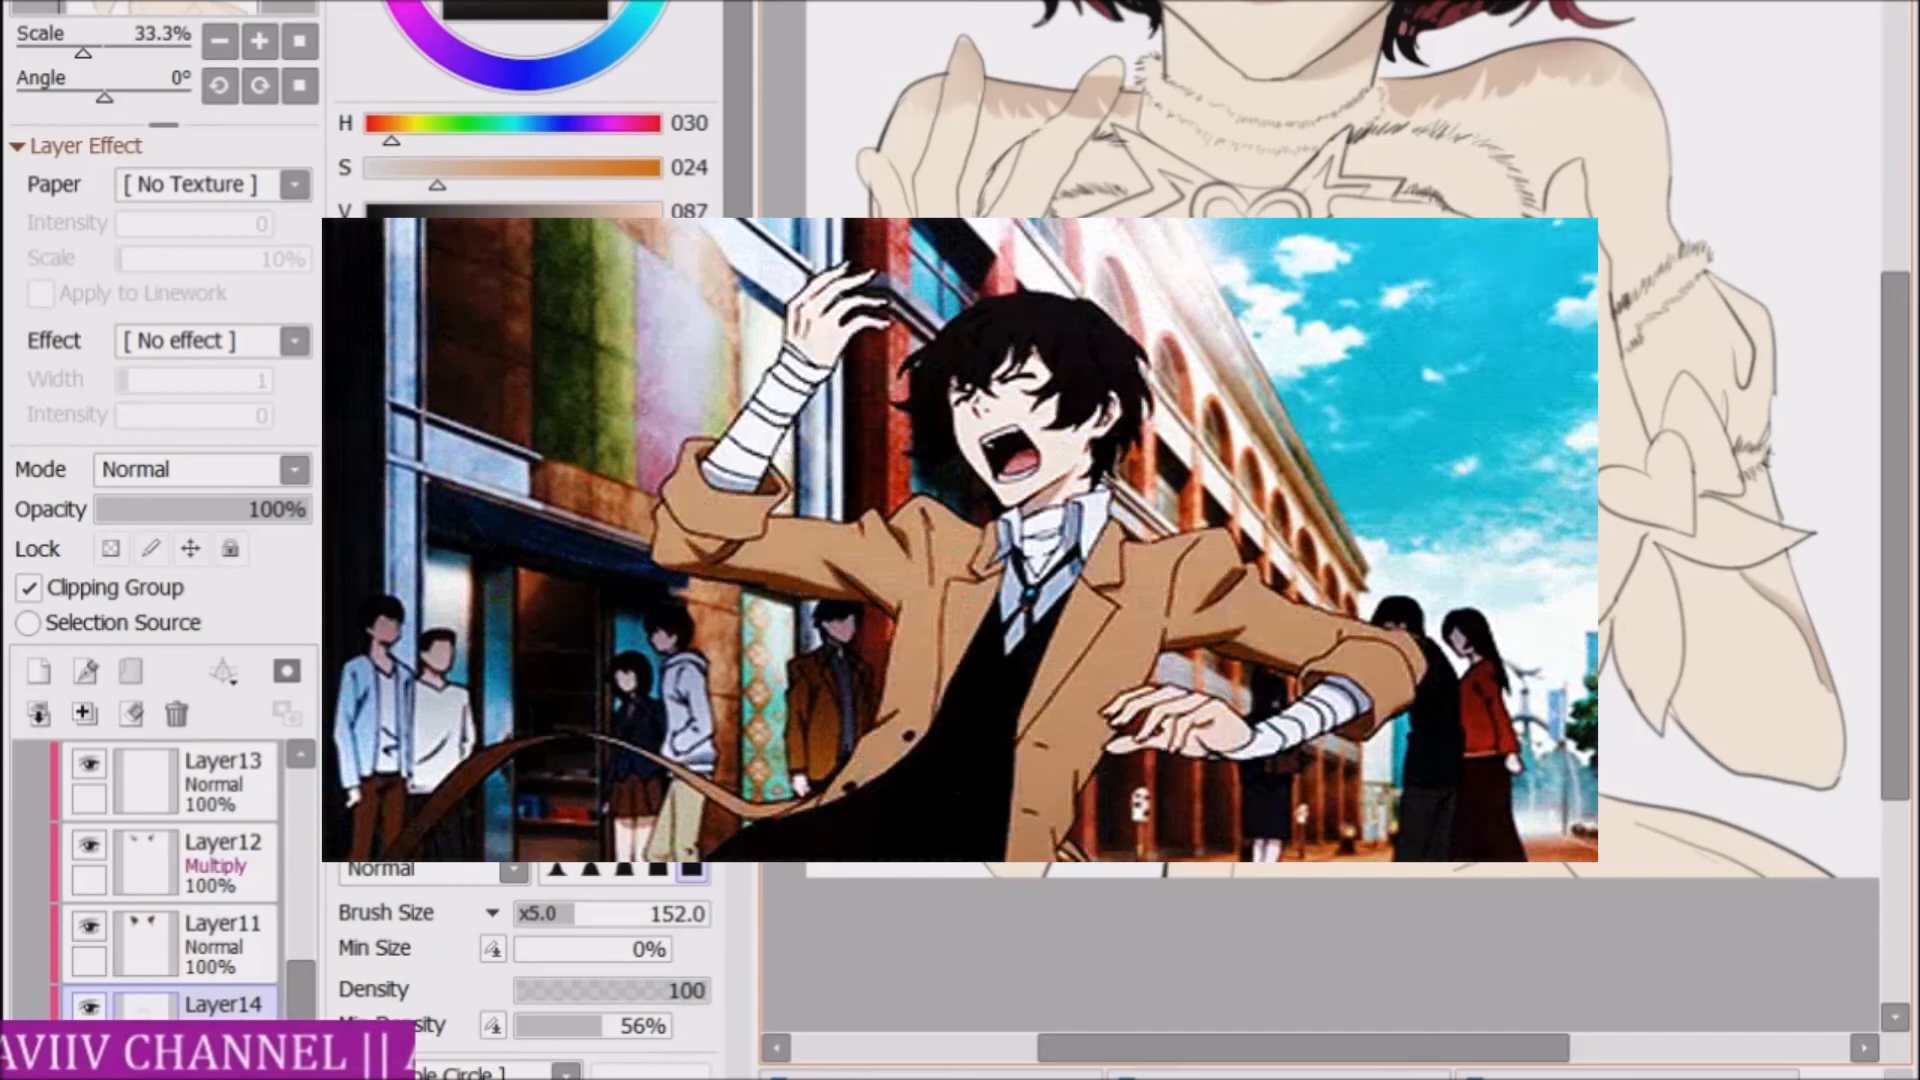 Scale 33.3%
Angle 0°
Layer Effect
Paper [ No Texture ]
Intensity 0
Scale 10%
Apply to Linework
Effect [ No effect ]
Width 1
Intensity 0
Mode Normal
Opacity 100%
Lock
Clipping Group
Selection Source
Layer13
Normal
100%
Layer12
Multiply
100%
Layer11
Normal
100%
Layer14
AVIIV CHANNEL ||
H 030
S 024
V 087
Normal
Brush Size x5.0 152.0
Min Size 0%
Density 100
Min Density 56%
Circle ]